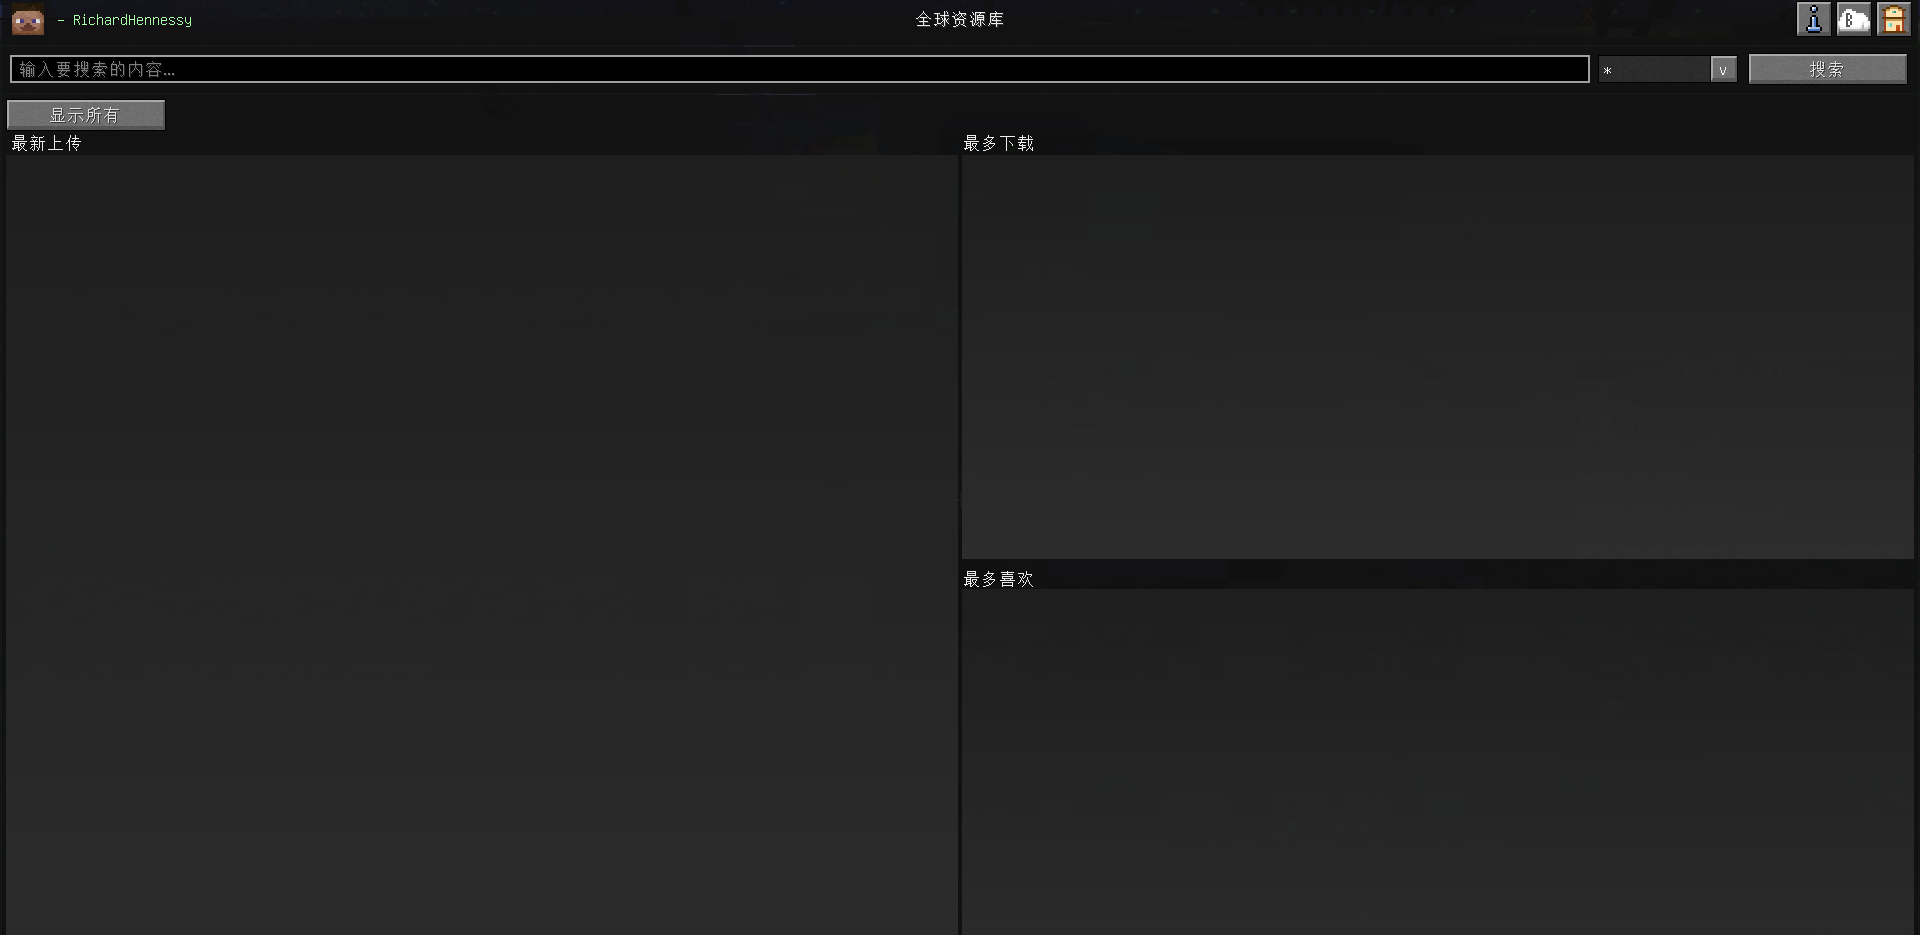 - RichardHennessy
全球资源库
输入要搜索的内容...
*
v
搜索
显示所有
最新上传
最多下载
最多喜欢